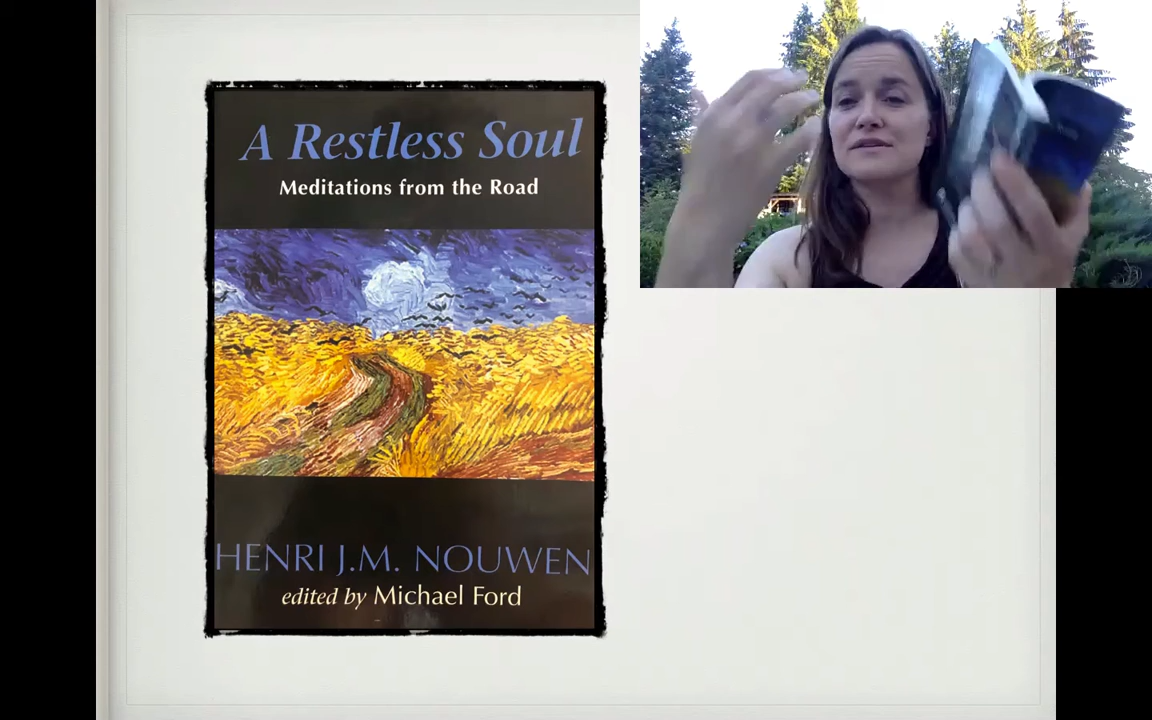 A Restless Soul
Meditations from the Road
HENRI J.M. NOUWEN
edited by Michael Ford